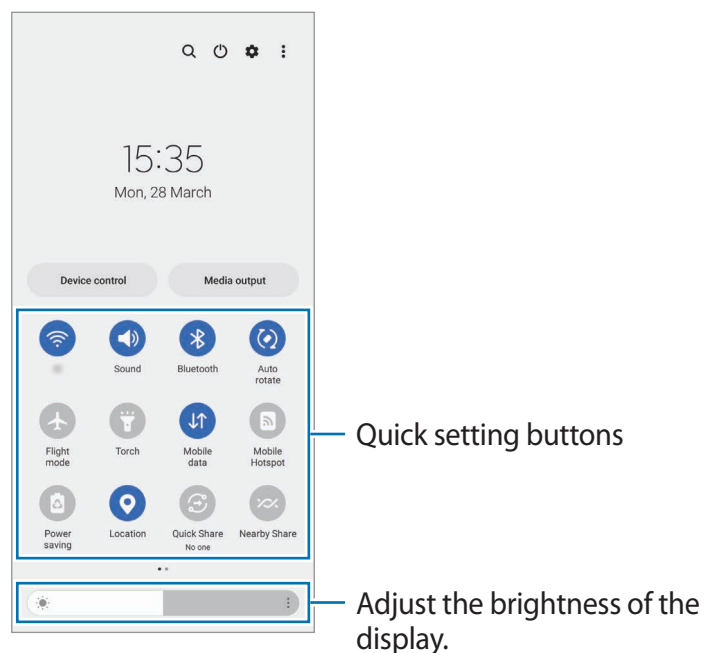 15:35
Mon, 28 March
Device control
Media output
Sound
Bluetooth
Auto
rotate
Flight
mode
Torch
Mobile
data
Mobile
Hotspot
Power
saving
Location
Quick Share
No one
Nearby Share
Quick setting buttons
Adjust the brightness of the
display.